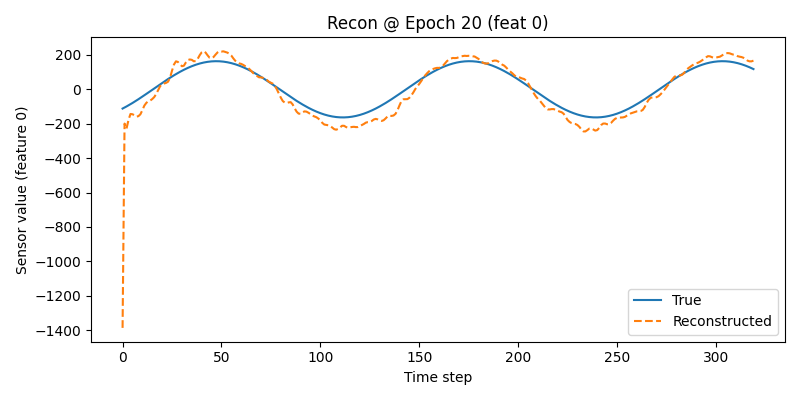 Recon @ Epoch 20 (feat 0)
Sensor value (feature 0)
200
0
−200
−400
−600
−800
−1000
−1200
−1400
True
Reconstructed
0 50 100 150 200 250 300
Time step